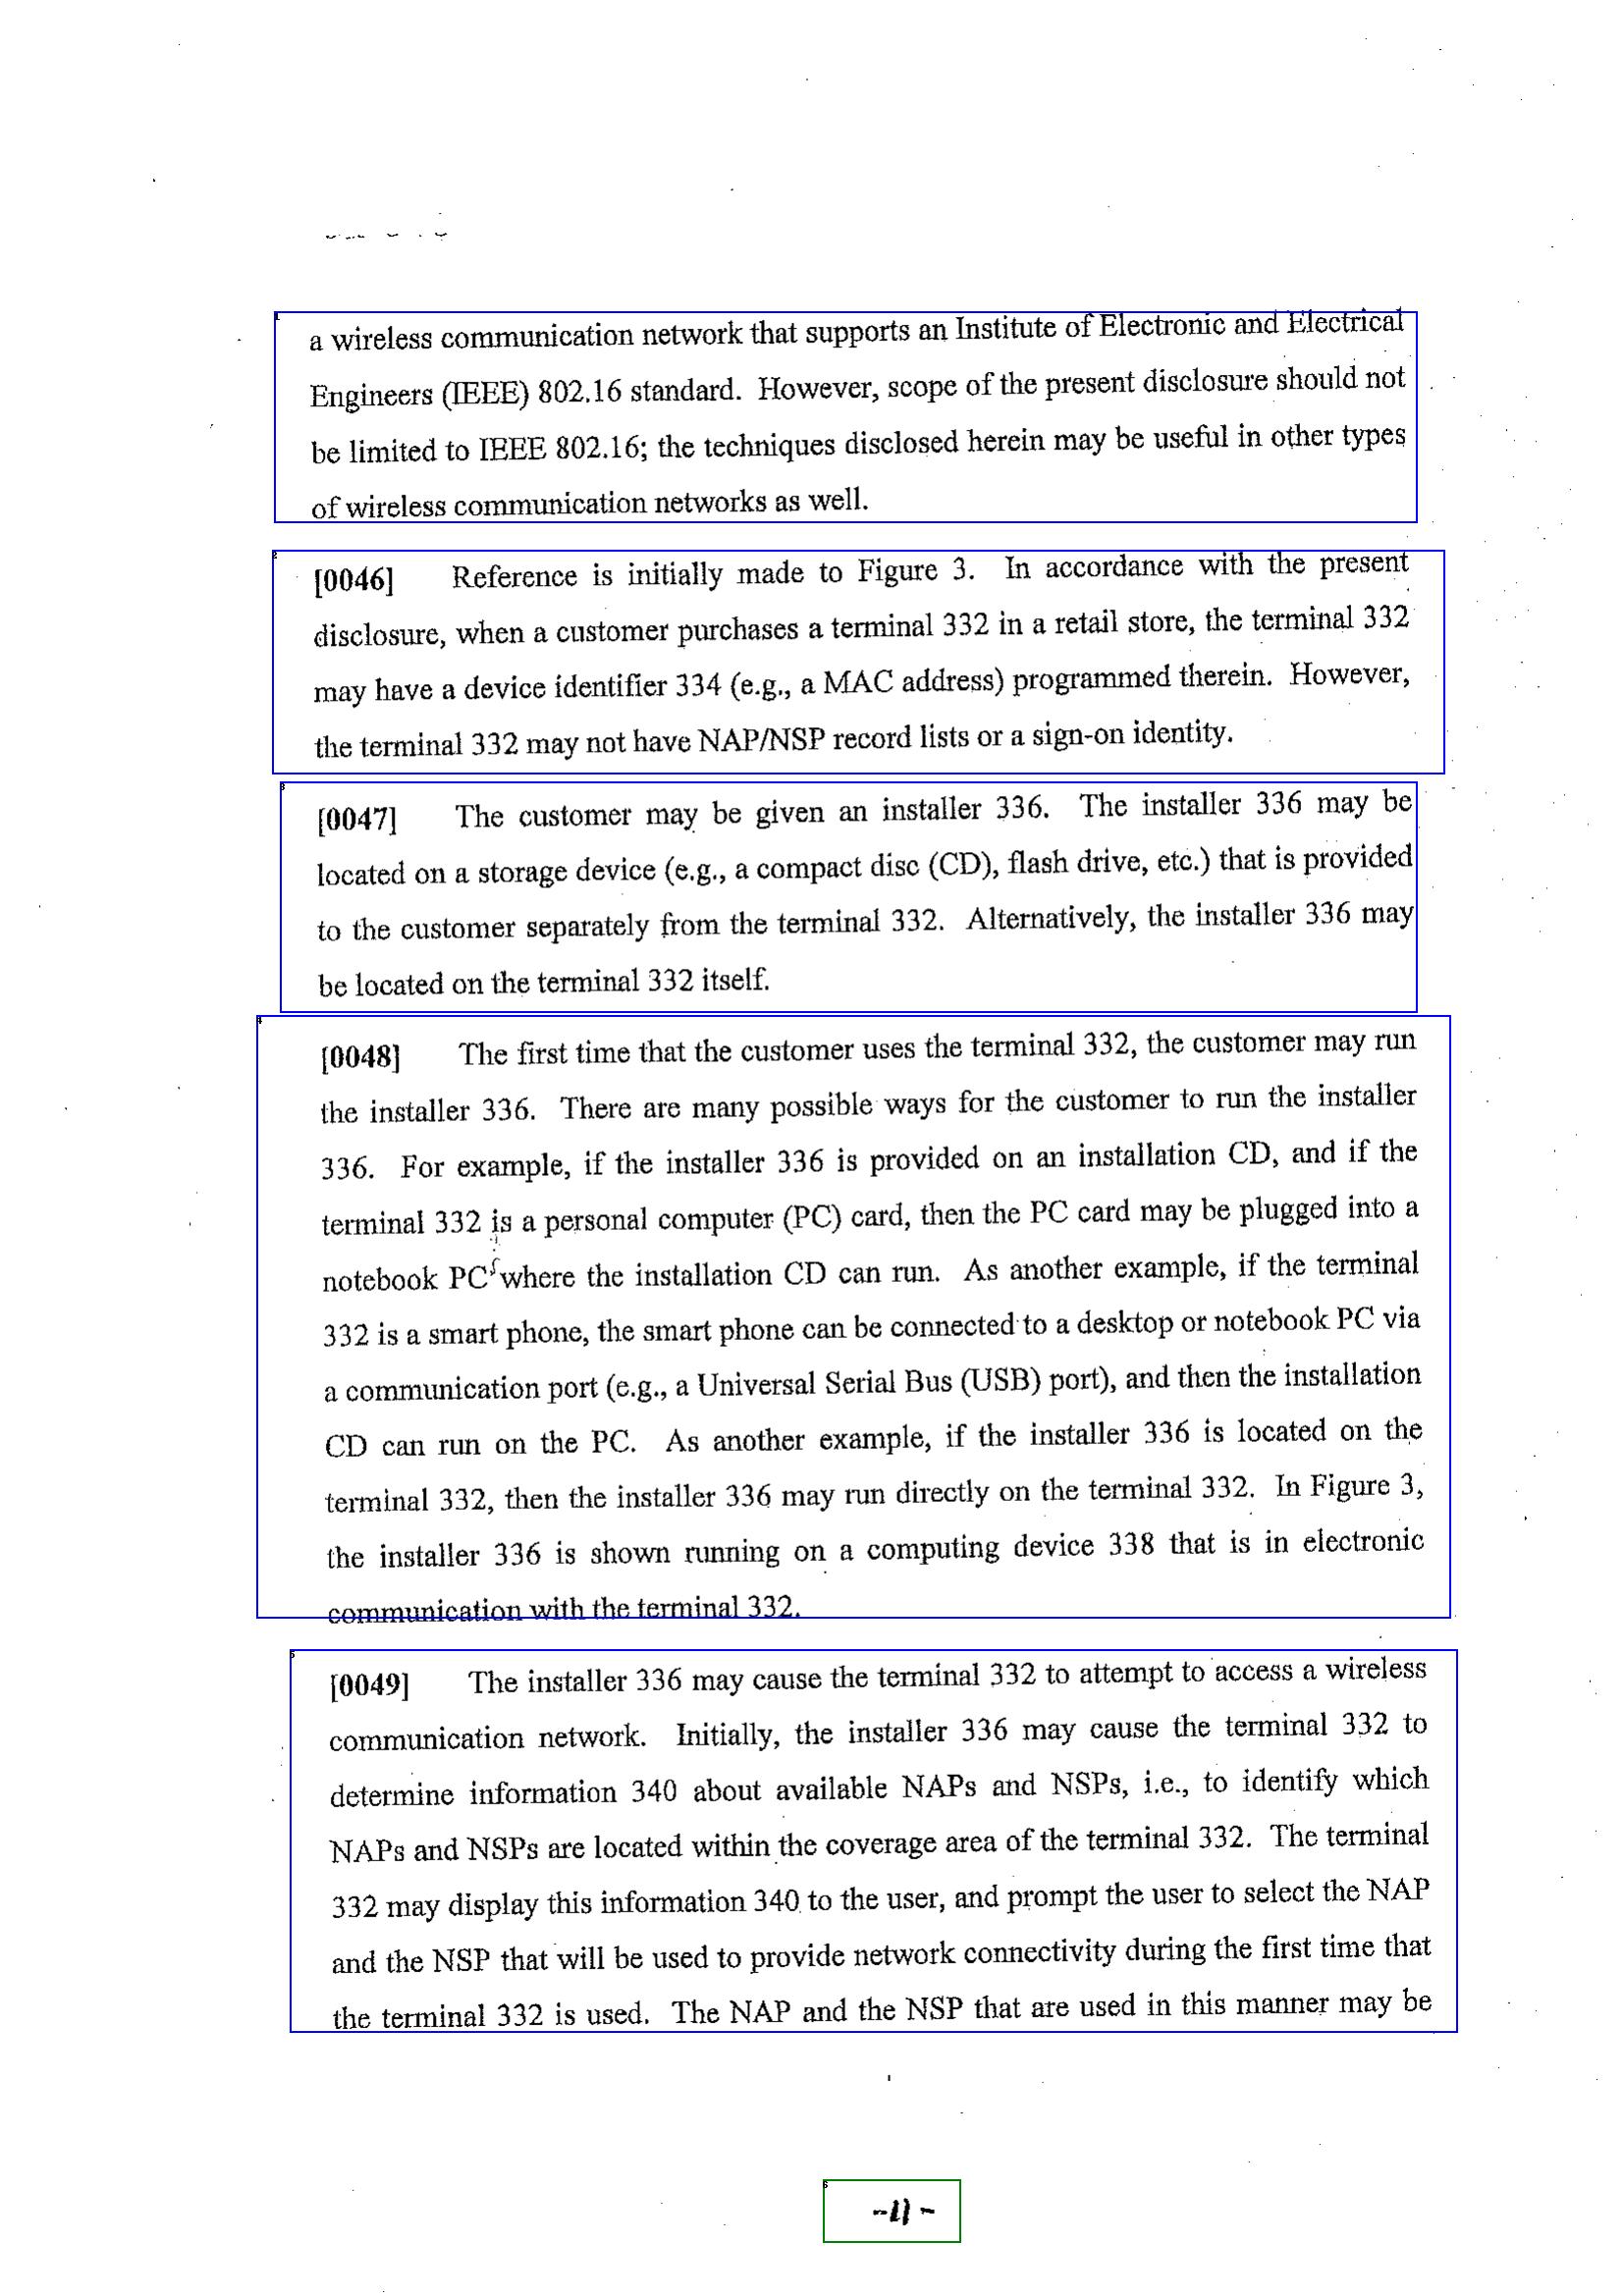 a wireless communication network that supports an Institute of Electronic and Electrical
Engineers (IEEE) 802.16 standard. However, scope of the present disclosure should not
be limited to IEEE 802.16; the techniques disclosed herein may be useful in other types
of wireless communication networks as well.
[0046] Reference is initially made to Figure 3. In accordance with the present
disclosure, when a customer purchases a terminal 332 in a retail store, the terminal 332
may have a device identifier 334 (e.g., a MAC address) programmed therein. However,
the terminal 332 may not have NAP/NSP record lists or a sign-on identity.
[0047] The customer may be given an installer 336. The installer 336 may be
located on a storage device (e.g., a compact disc (CD), flash drive, etc.) that is provided
to the customer separately from the terminal 332. Alternatively, the installer 336 may
be located on the terminal 332 itself.
[0048] The first time that the customer uses the terminal 332, the customer may run
the installer 336. There are many possible ways for the customer to run the installer
336. For example, if the installer 336 is provided on an installation CD, and if the
terminal 332 is a personal computer (PC) card, then the PC card may be plugged into a
notebook PC where the installation CD can run. As another example, if the terminal
332 is a smart phone, the smart phone can be connected to a desktop or notebook PC via
a communication port (e.g., a Universal Serial Bus (USB) port), and then the installation
CD can run on the PC. As another example, if the installer 336 is located on the
terminal 332, then the installer 336 may run directly on the terminal 332. In Figure 3,
the installer 336 is shown running on a computing device 338 that is in electronic
communication with the terminal 332.
[0049] The installer 336 may cause the terminal 332 to attempt to access a wireless
communication network. Initially, the installer 336 may cause the terminal 332 to
determine information 340 about available NAPs and NSPs, i.e., to identify which
NAPs and NSPs are located within the coverage area of the terminal 332. The terminal
332 may display this information 340 to the user, and prompt the user to select the NAP
and the NSP that will be used to provide network connectivity during the first time that
the terminal 332 is used. The NAP and the NSP that are used in this manner may be
-11-